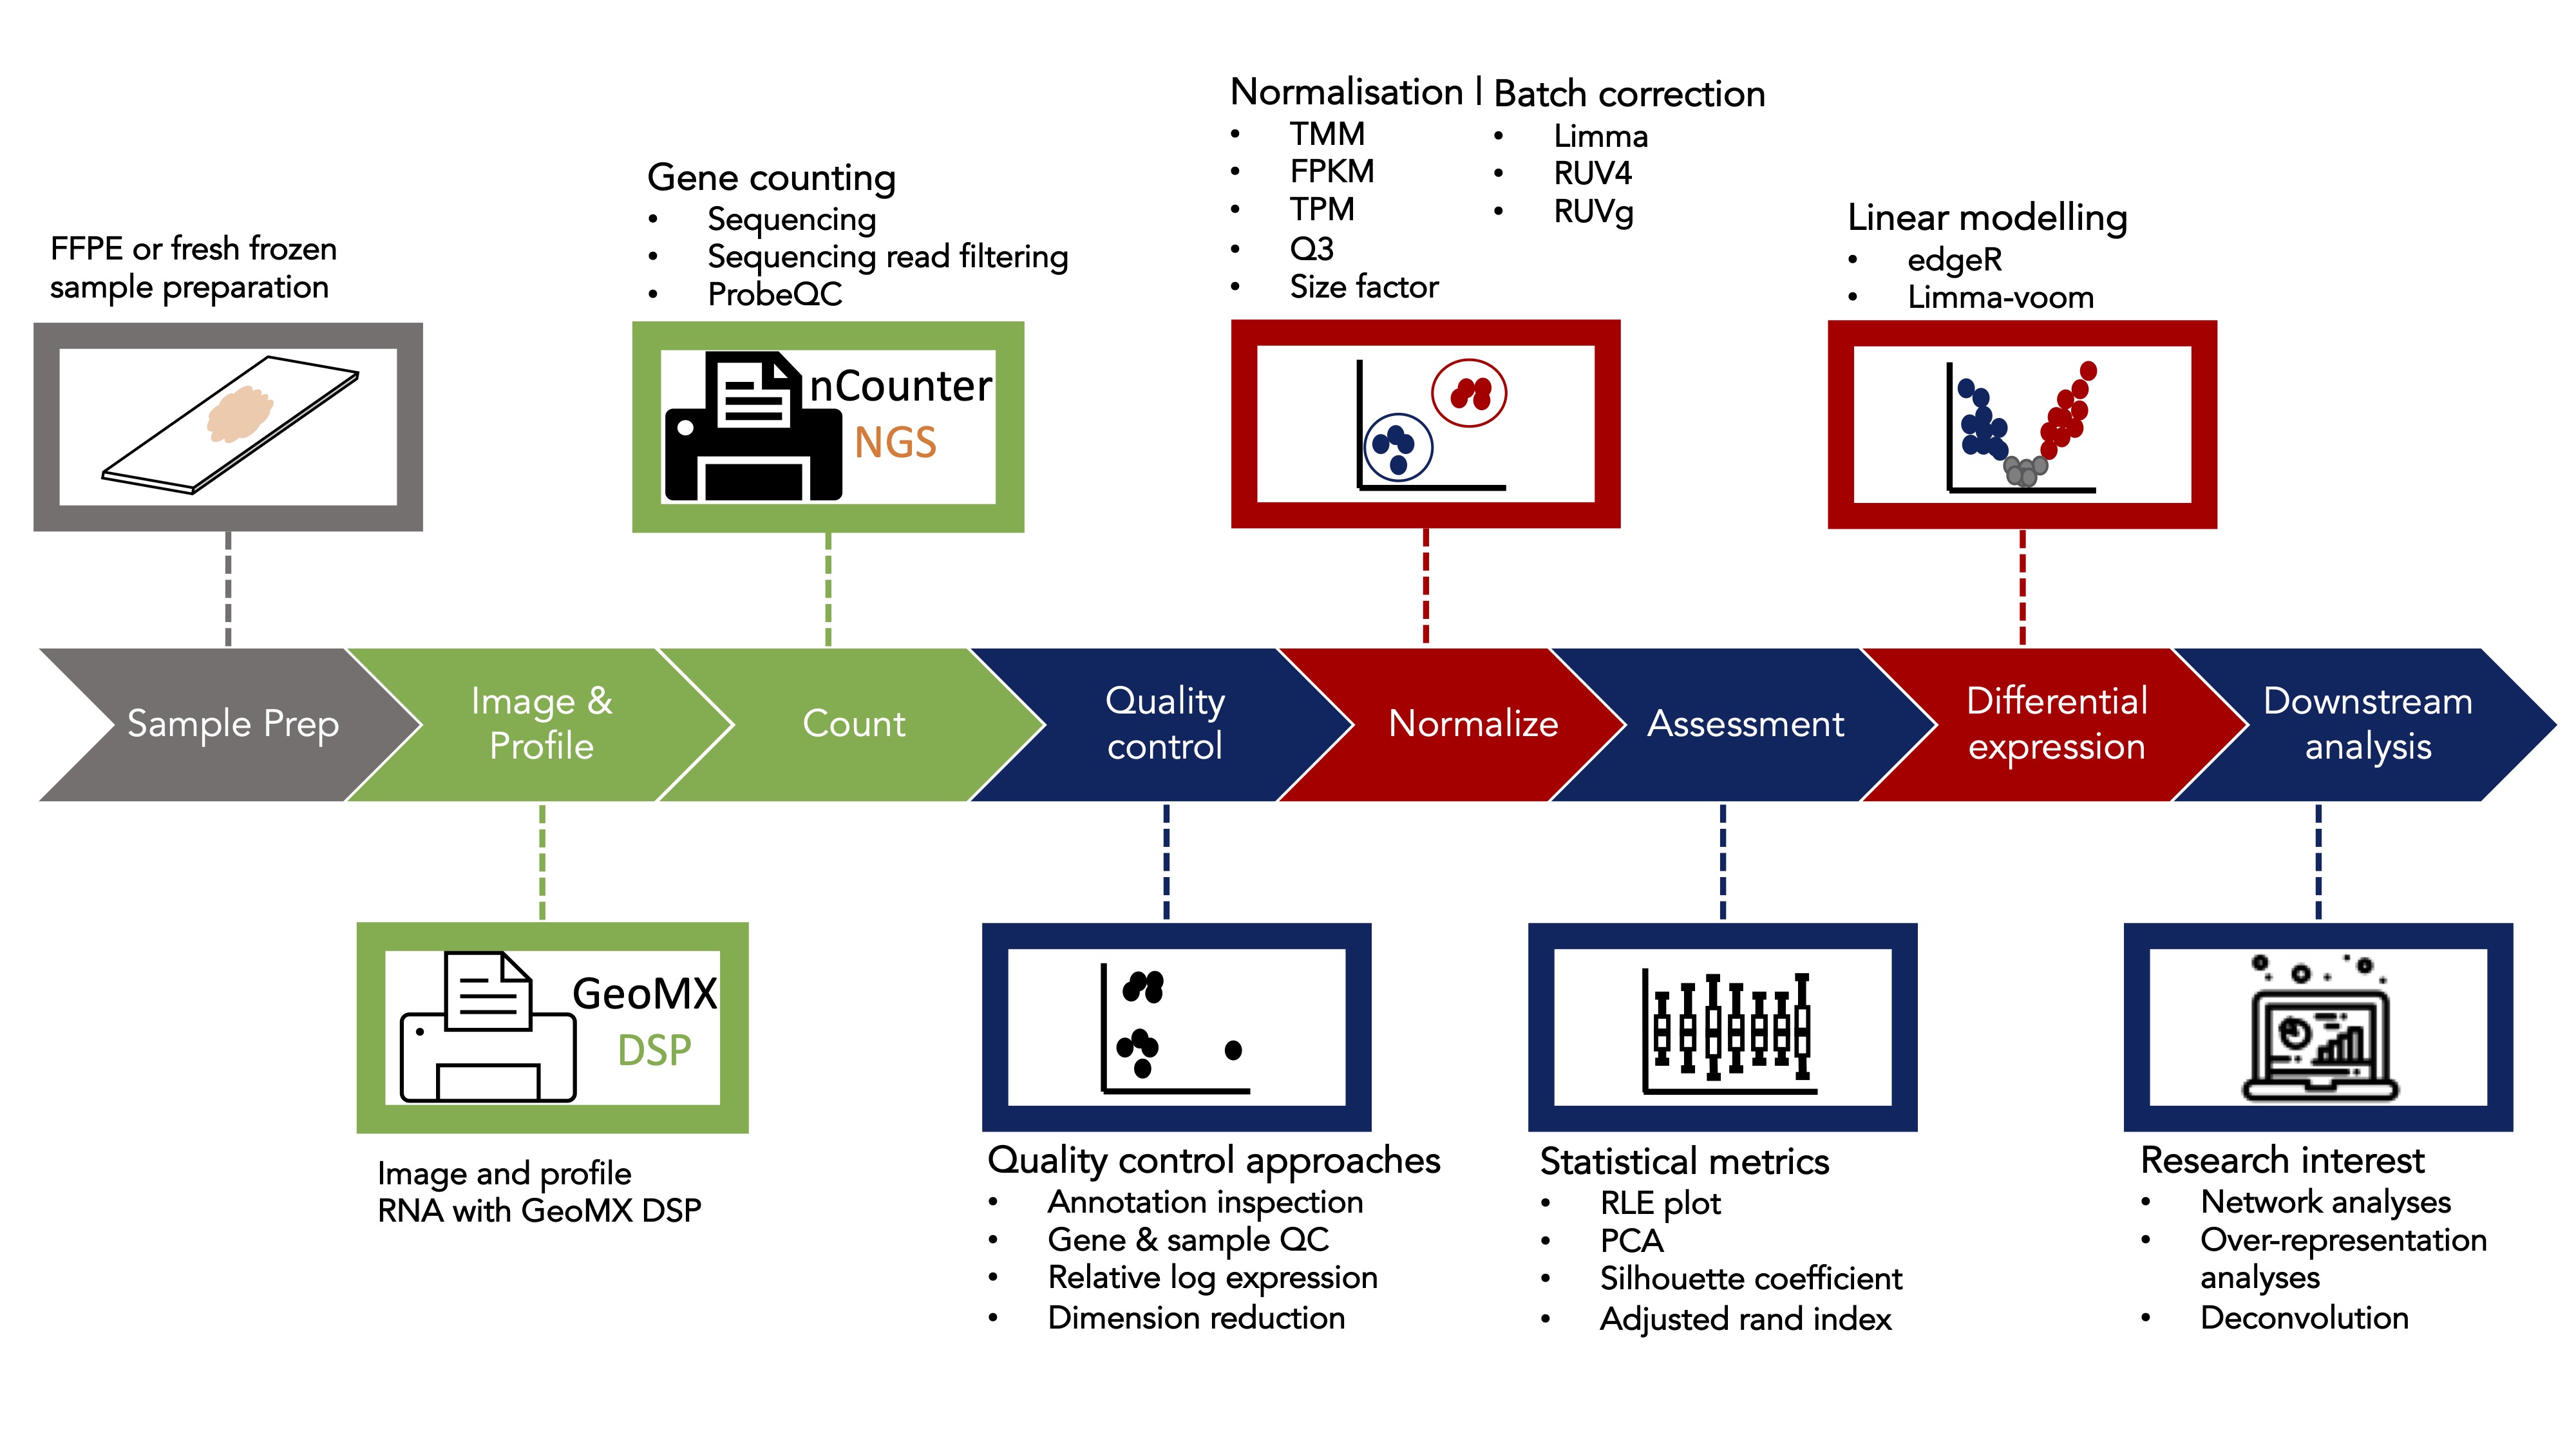 Normalisation | Batch correction
• TMM
• FPKM
• TPM
• Q3
• Size factor
• Limma
• RUV4
• RUVg
Gene counting
• Sequencing
• Sequencing read filtering
• ProbeQC
Linear modelling
• edgeR
• Limma-voom
FFPE or fresh frozen
sample preparation
nCounter
NGS
Sample Prep
Image &
Profile
Count
Quality
control
Normalize
Assessment
Differential
expression
Downstream
analysis
GeoMX
DSP
Image and profile
RNA with GeoMX DSP
Quality control approaches
• Annotation inspection
• Gene & sample QC
• Relative log expression
• Dimension reduction
Statistical metrics
• RLE plot
• PCA
• Silhouette coefficient
• Adjusted rand index
Research interest
• Network analyses
• Over-representation
analyses
• Deconvolution